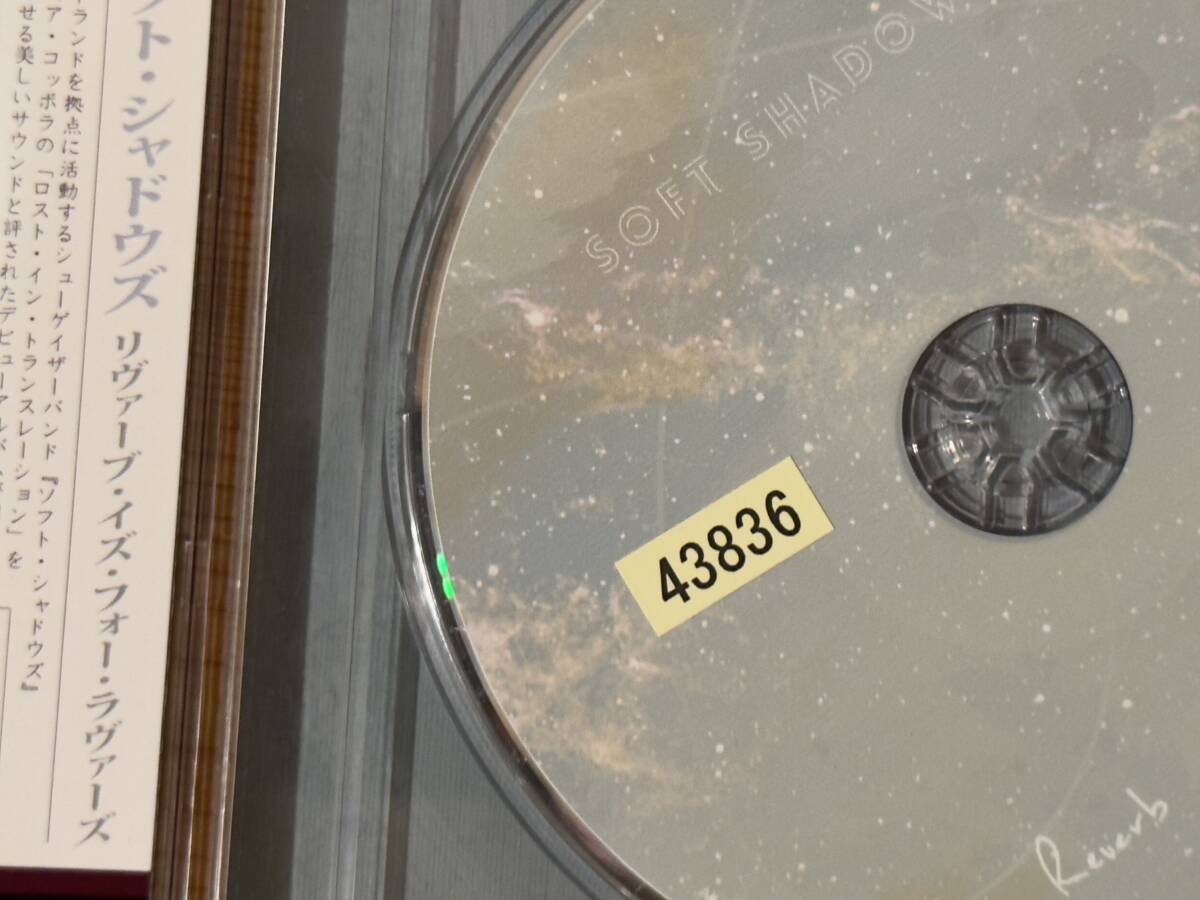 ト・シャドウズ リヴァーブ・イズ・フォー・ラヴァーズ
ランドを拠点に活動するシューゲイザーバンド『ソフト・シャドウズ』
ア・コッポラの「ロスト・イン・トランスレーション」を
せる美しいサウンドと評されたデビューアルバム
SOFT SHADOW
43836
Reverb